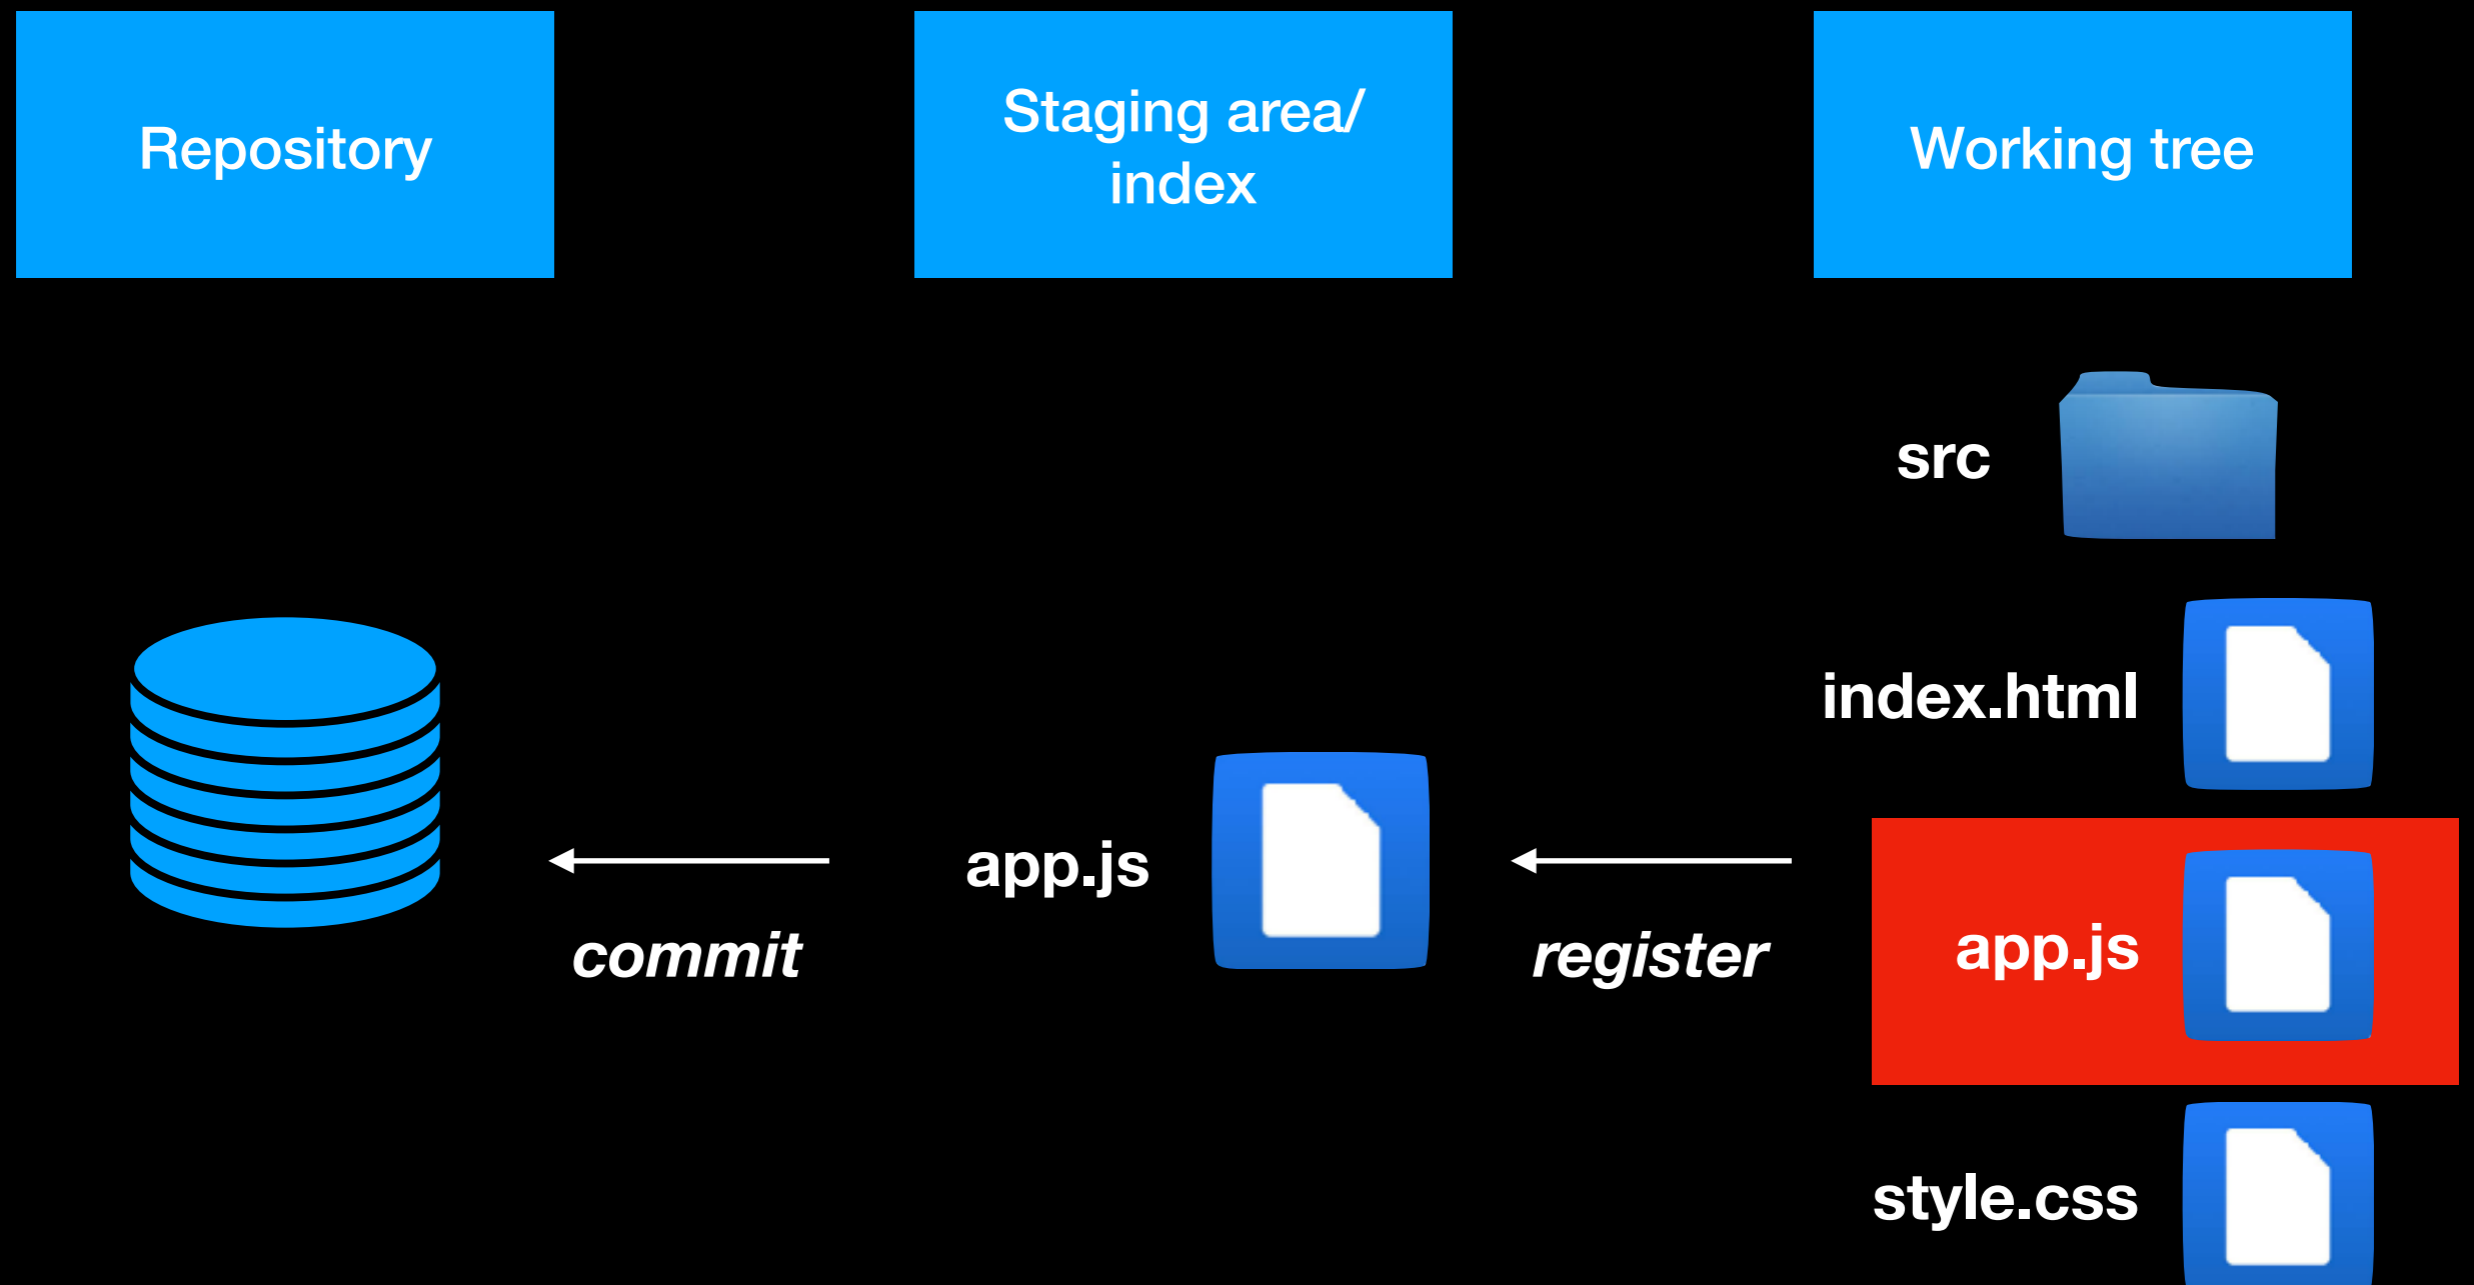 Repository
Staging area/
index
Working tree
src
index.html
app.js
commit
register
app.js
style.css